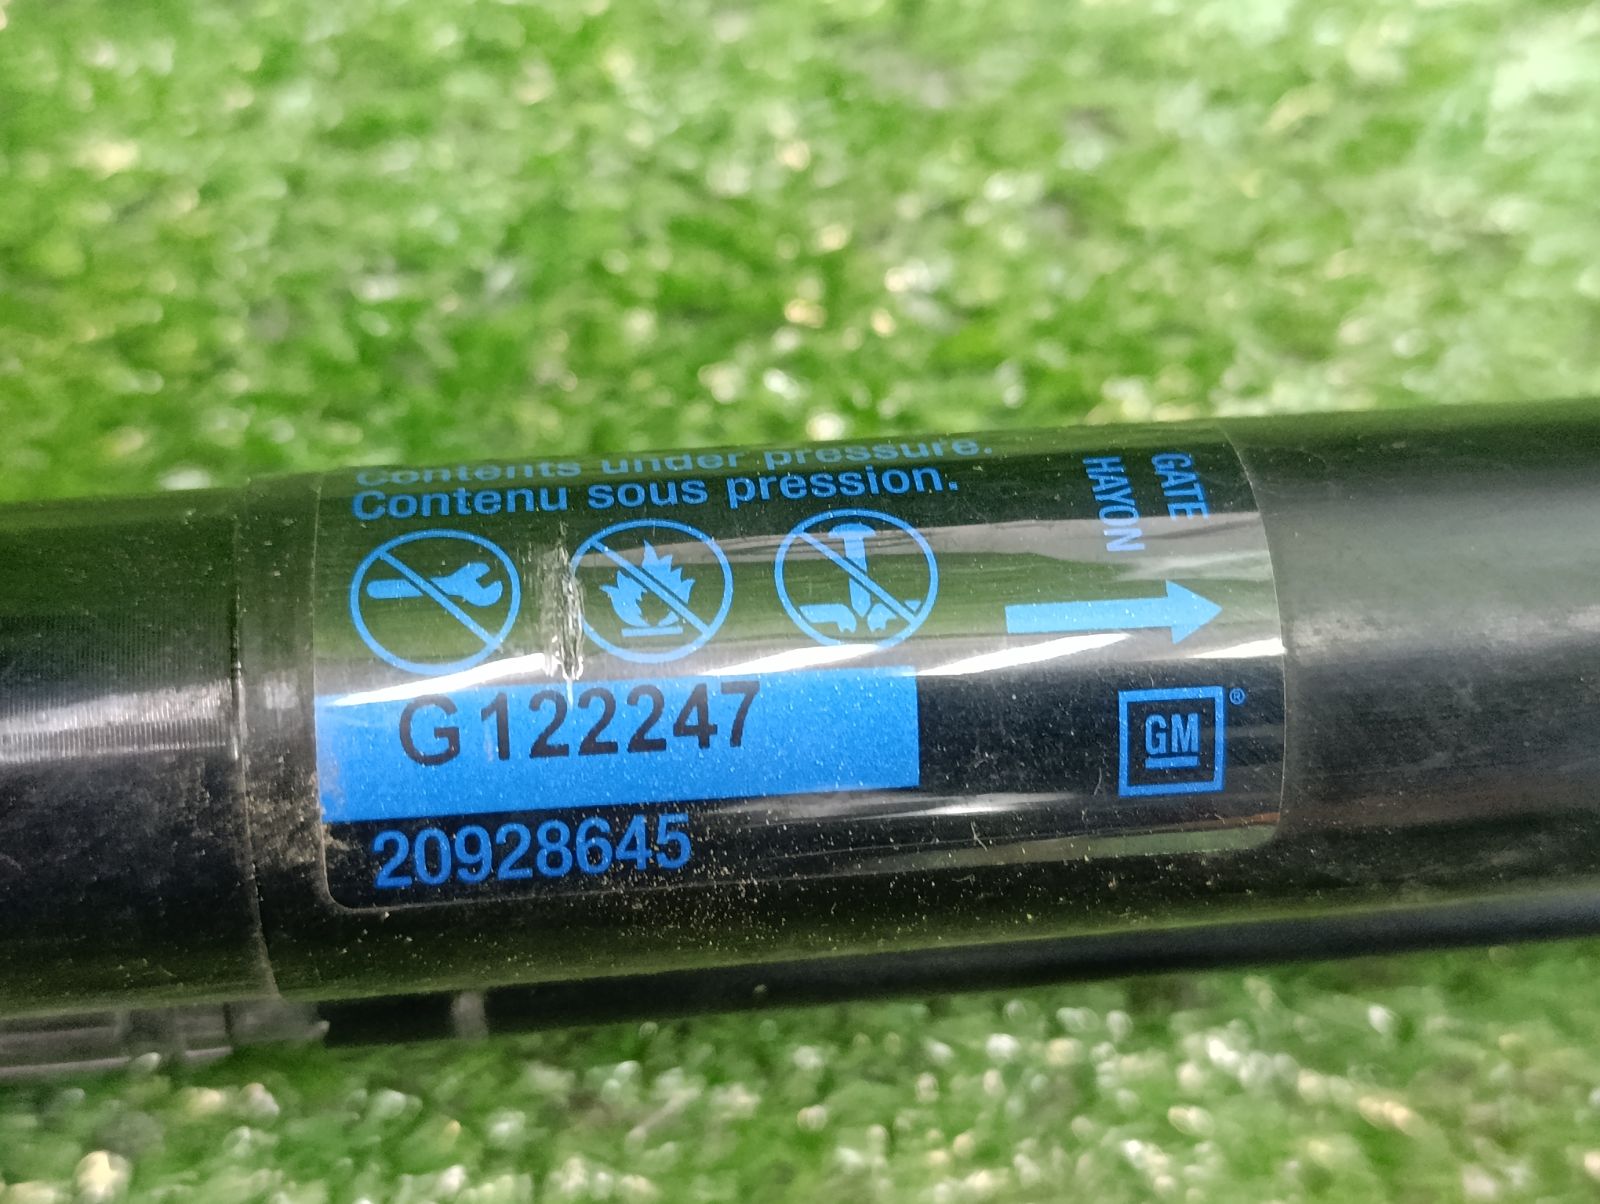 Contents under pressure.
Contenu sous pression.
GATE
HAYON
G122247
GM®
20928645